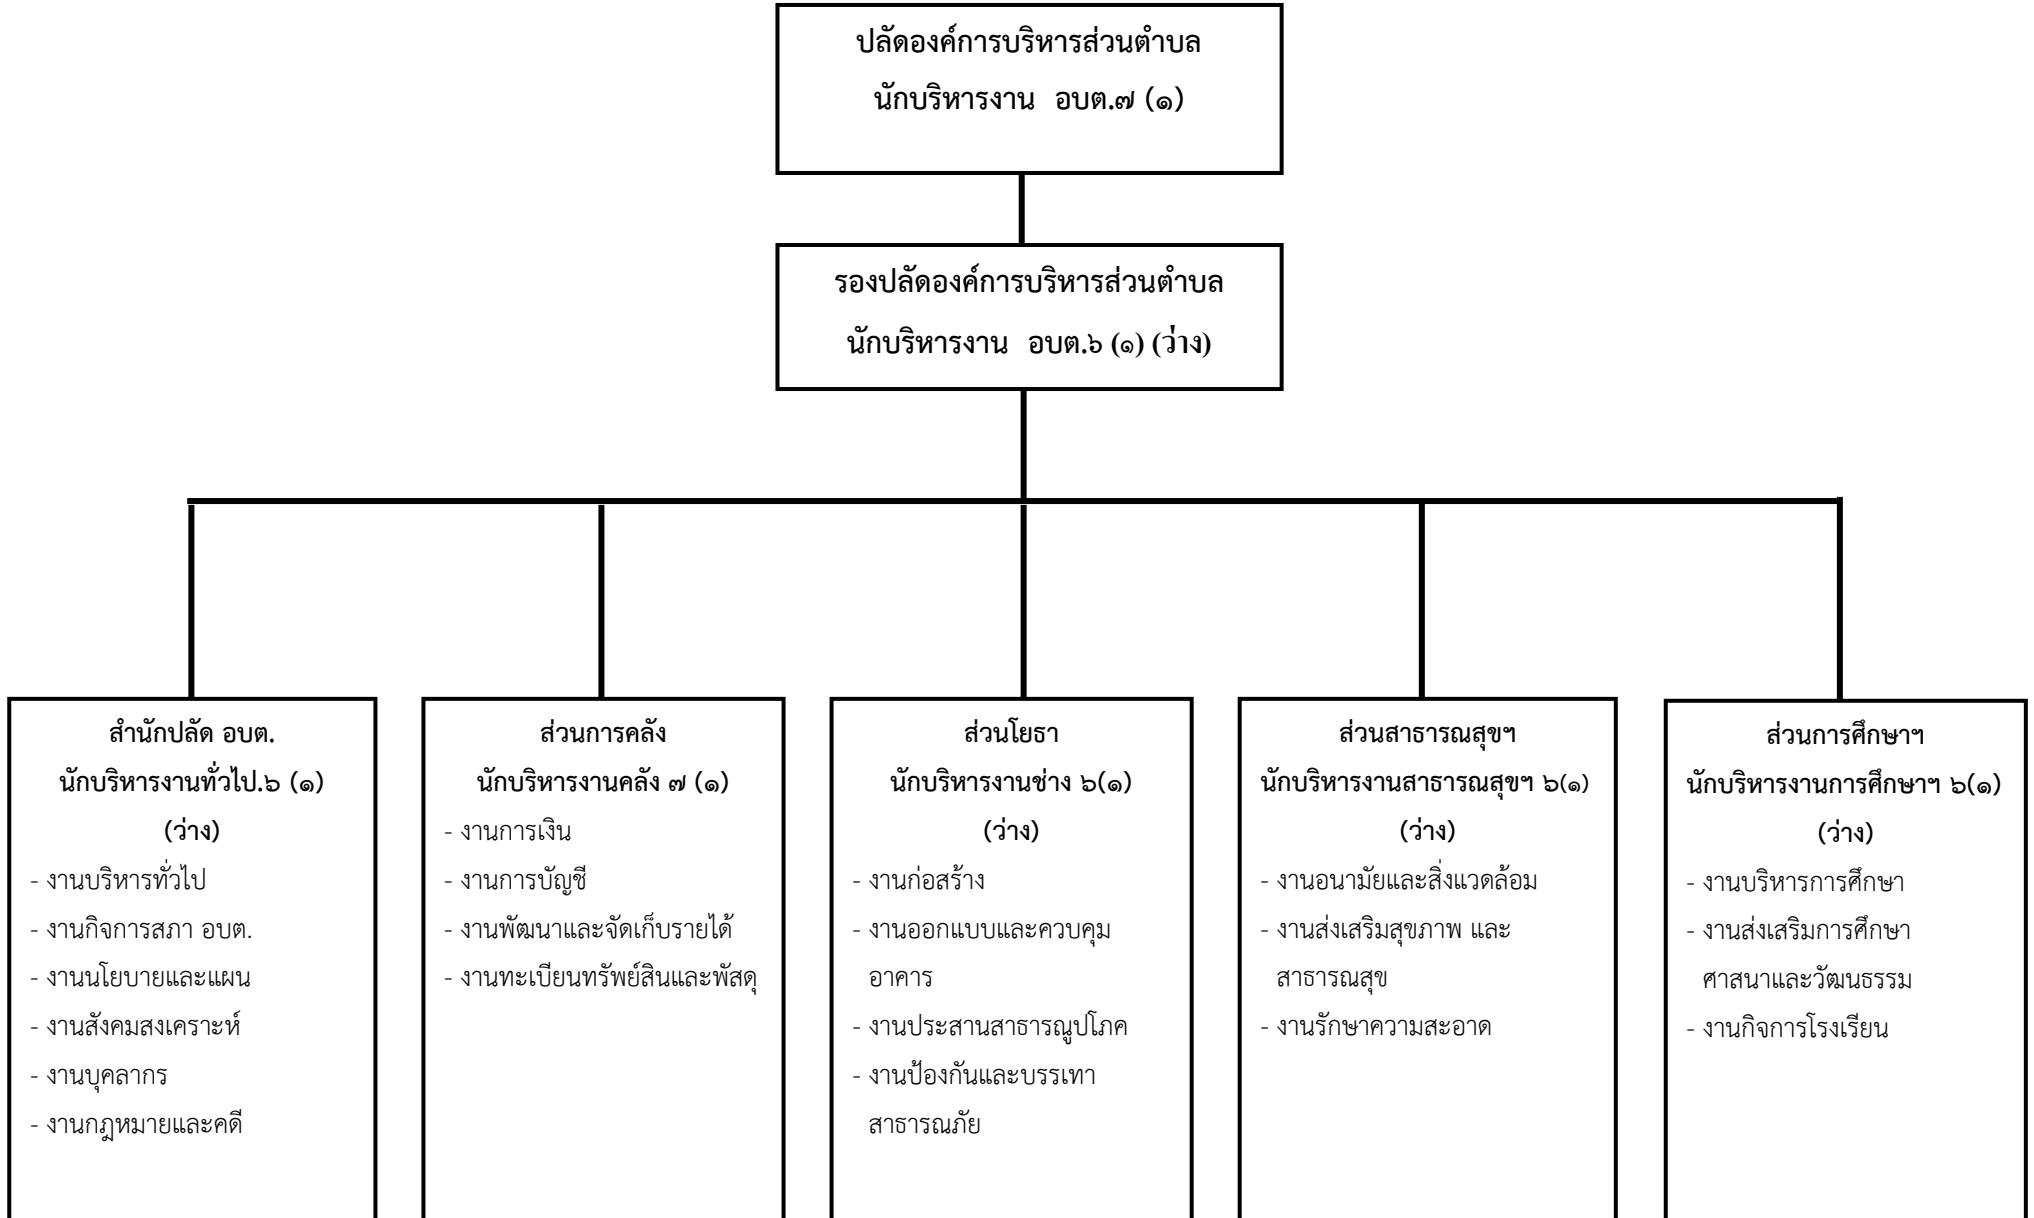 ปลัดองค์การบริหารส่วนตำบล
นักบริหารงาน อบต.๗ (๑)
รองปลัดองค์การบริหารส่วนตำบล
นักบริหารงาน อบต.๖ (๑) (ว่าง)
สำนักปลัด อบต.
นักบริหารงานทั่วไป.๖ (๑)
(ว่าง)
- งานบริหารทั่วไป
- งานกิจการสภา อบต.
- งานนโยบายและแผน
- งานสังคมสงเคราะห์
- งานบุคลากร
- งานกฎหมายและคดี
ส่วนการคลัง
นักบริหารงานคลัง ๗ (๑)
- งานการเงิน
- งานการบัญชี
- งานพัฒนาและจัดเก็บรายได้
- งานทะเบียนทรัพย์สินและพัสดุ
ส่วนโยธา
นักบริหารงานช่าง ๖(๑)
(ว่าง)
- งานก่อสร้าง
- งานออกแบบและควบคุม
อาคาร
- งานประสานสาธารณูปโภค
- งานป้องกันและบรรเทา
สาธารณภัย
ส่วนสาธารณสุขฯ
นักบริหารงานสาธารณสุขฯ ๖(๑)
(ว่าง)
- งานอนามัยและสิ่งแวดล้อม
- งานส่งเสริมสุขภาพ และ
สาธารณสุข
- งานรักษาความสะอาด
ส่วนการศึกษาฯ
นักบริหารงานการศึกษาฯ ๖(๑)
(ว่าง)
- งานบริหารการศึกษา
- งานส่งเสริมการศึกษา
ศาสนาและวัฒนธรรม
- งานกิจการโรงเรียน